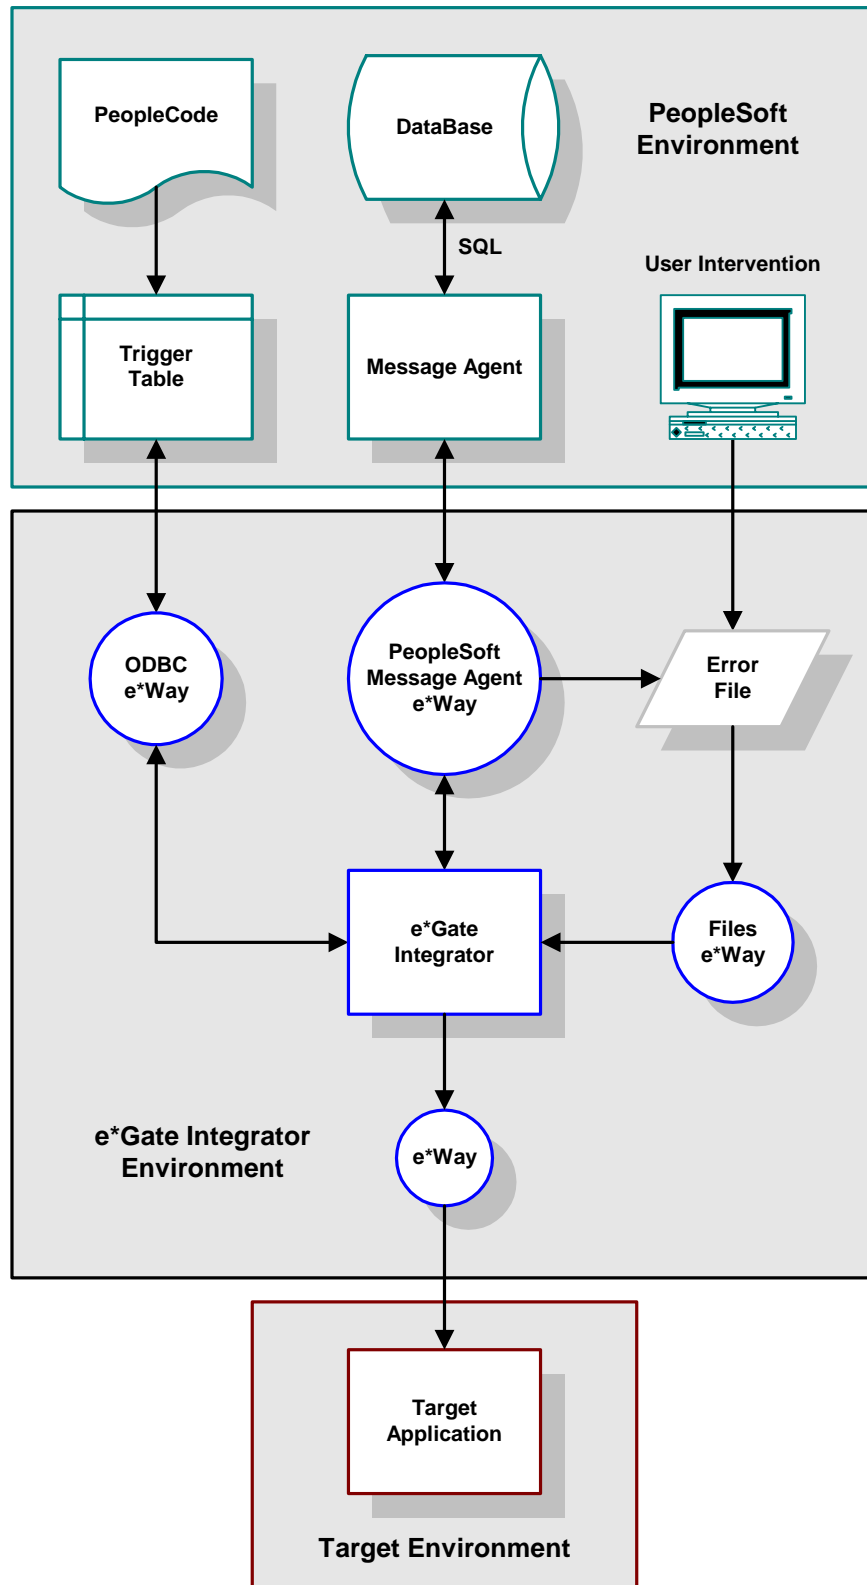 PeopleCode
DataBase
PeopleSoft
Environment
SQL
User Intervention
Trigger
Table
Message Agent
ODBC
e*Way
PeopleSoft
Message Agent
e*Way
Error
File
e*Gate
Integrator
Files
e*Way
e*Gate Integrator
Environment
e*Way
Target
Application
Target Environment